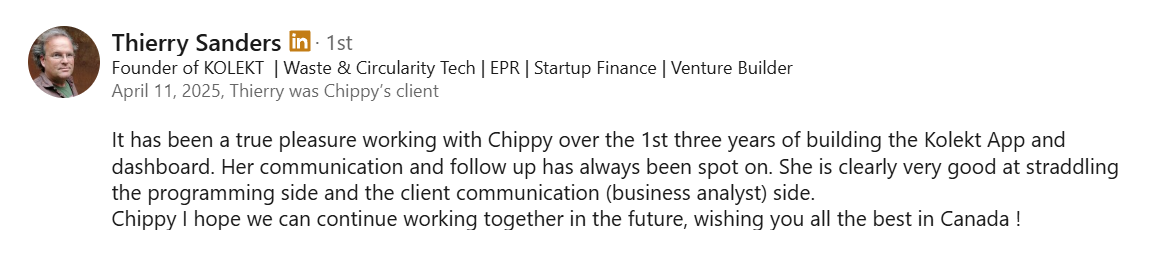 Thierry Sanders in · 1st
Founder of KOLEKT | Waste & Circularity Tech | EPR | Startup Finance | Venture Builder
April 11, 2025, Thierry was Chippy’s client
It has been a true pleasure working with Chippy over the 1st three years of building the Kolekt App and
dashboard. Her communication and follow up has always been spot on. She is clearly very good at straddling
the programming side and the client communication (business analyst) side.
Chippy I hope we can continue working together in the future, wishing you all the best in Canada !